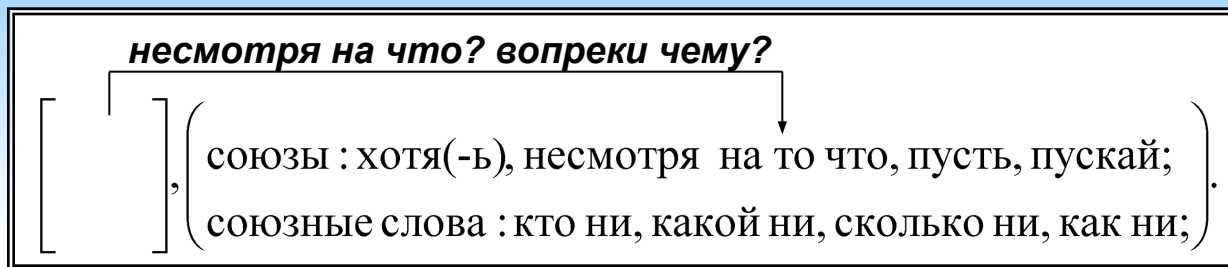 несмотря на что? вопреки чему?
[ ], (союзы : хотя(-ь), несмотря на то что, пусть, пускай;
союзные слова : кто ни, какой ни, сколько ни, как ни;).